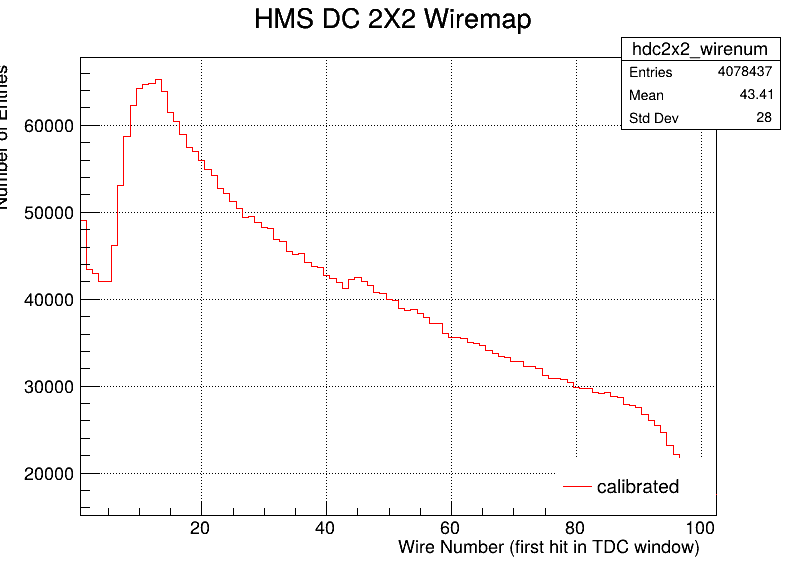 HMS DC 2X2 Wiremap
hdc2x2_wirenum
Entries 4078437
Mean 43.41
Std Dev 28
Number of Entries
60000
50000
40000
30000
20000
calibrated
20 40 60 80 100
Wire Number (first hit in TDC window)